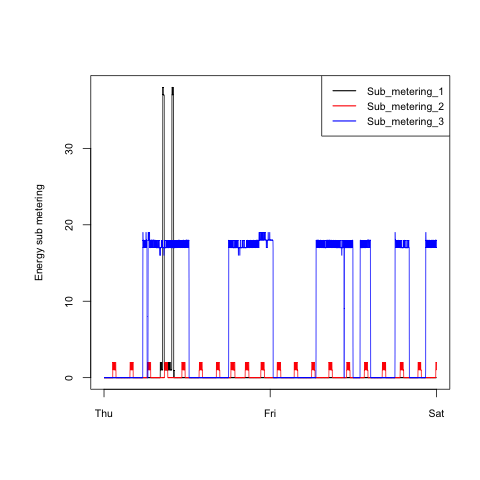 Sub_metering_1
Sub_metering_2
Sub_metering_3
Energy sub metering
30
20
10
0
Thu
Fri
Sat